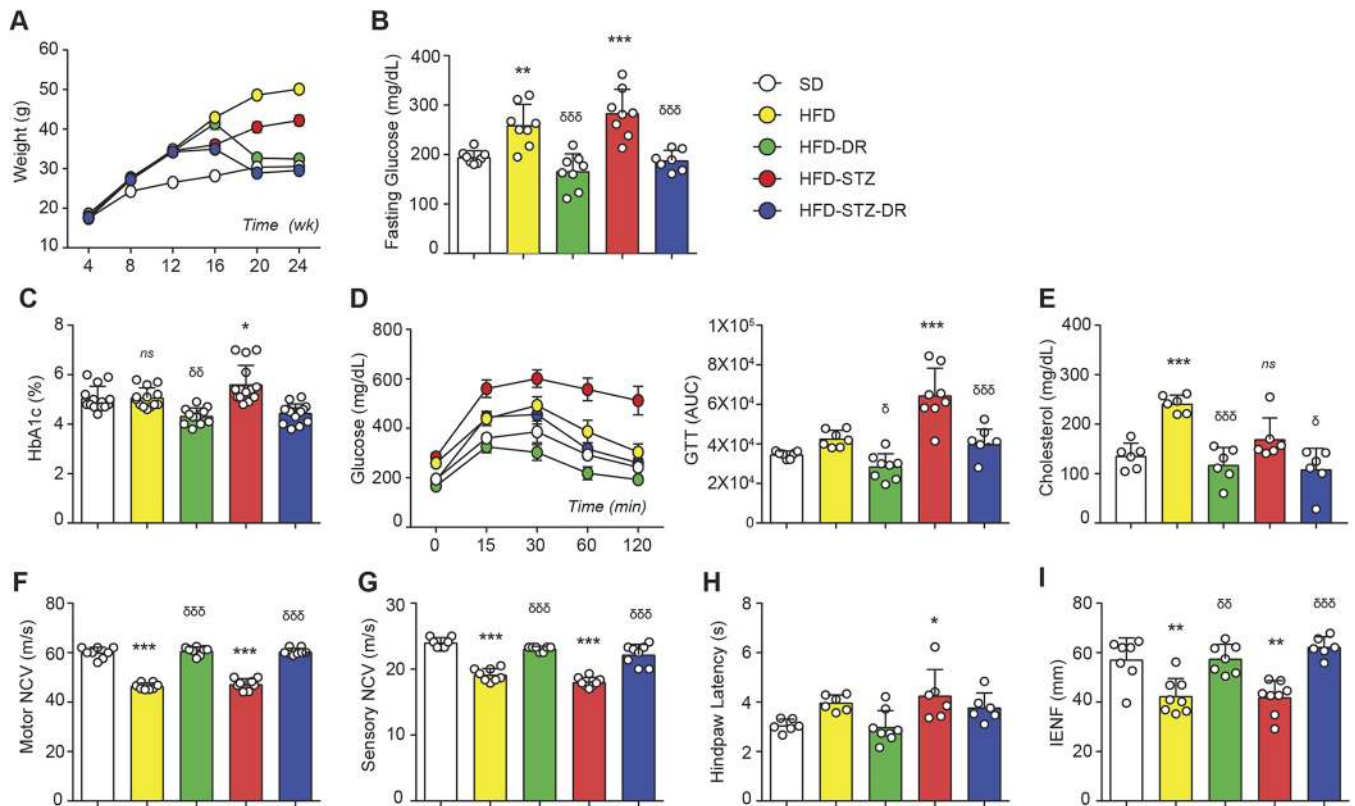 A
Weight (g)
60
50
40
30
20
10
4
8
12
16
20
24
Time (wk)
B
Fasting Glucose (mg/dL)
400
300
200
100
0
**
δδδ
***
δδδ
SD
HFD
HFD-DR
HFD-STZ
HFD-STZ-DR
C
HbA1c (%)
8
6
4
2
0
ns
δδ
*
D
Glucose (mg/dL)
800
600
400
200
0
0
15
30
60
120
Time (min)
GTT (AUC)
1X10⁵
8X10⁴
6X10⁴
4X10⁴
2X10⁴
δ
***
δδδ
E
Cholesterol (mg/dL)
400
300
200
100
0
***
δδδ
ns
δ
F
Motor NCV (m/s)
80
60
40
20
0
***
δδδ
***
δδδ
G
Sensory NCV (m/s)
30
20
10
0
***
δδδ
***
δδδ
H
Hindpaw Latency (s)
8
6
4
2
0
*
I
IENF (mm)
80
60
40
20
0
**
δδ
**
δδδ